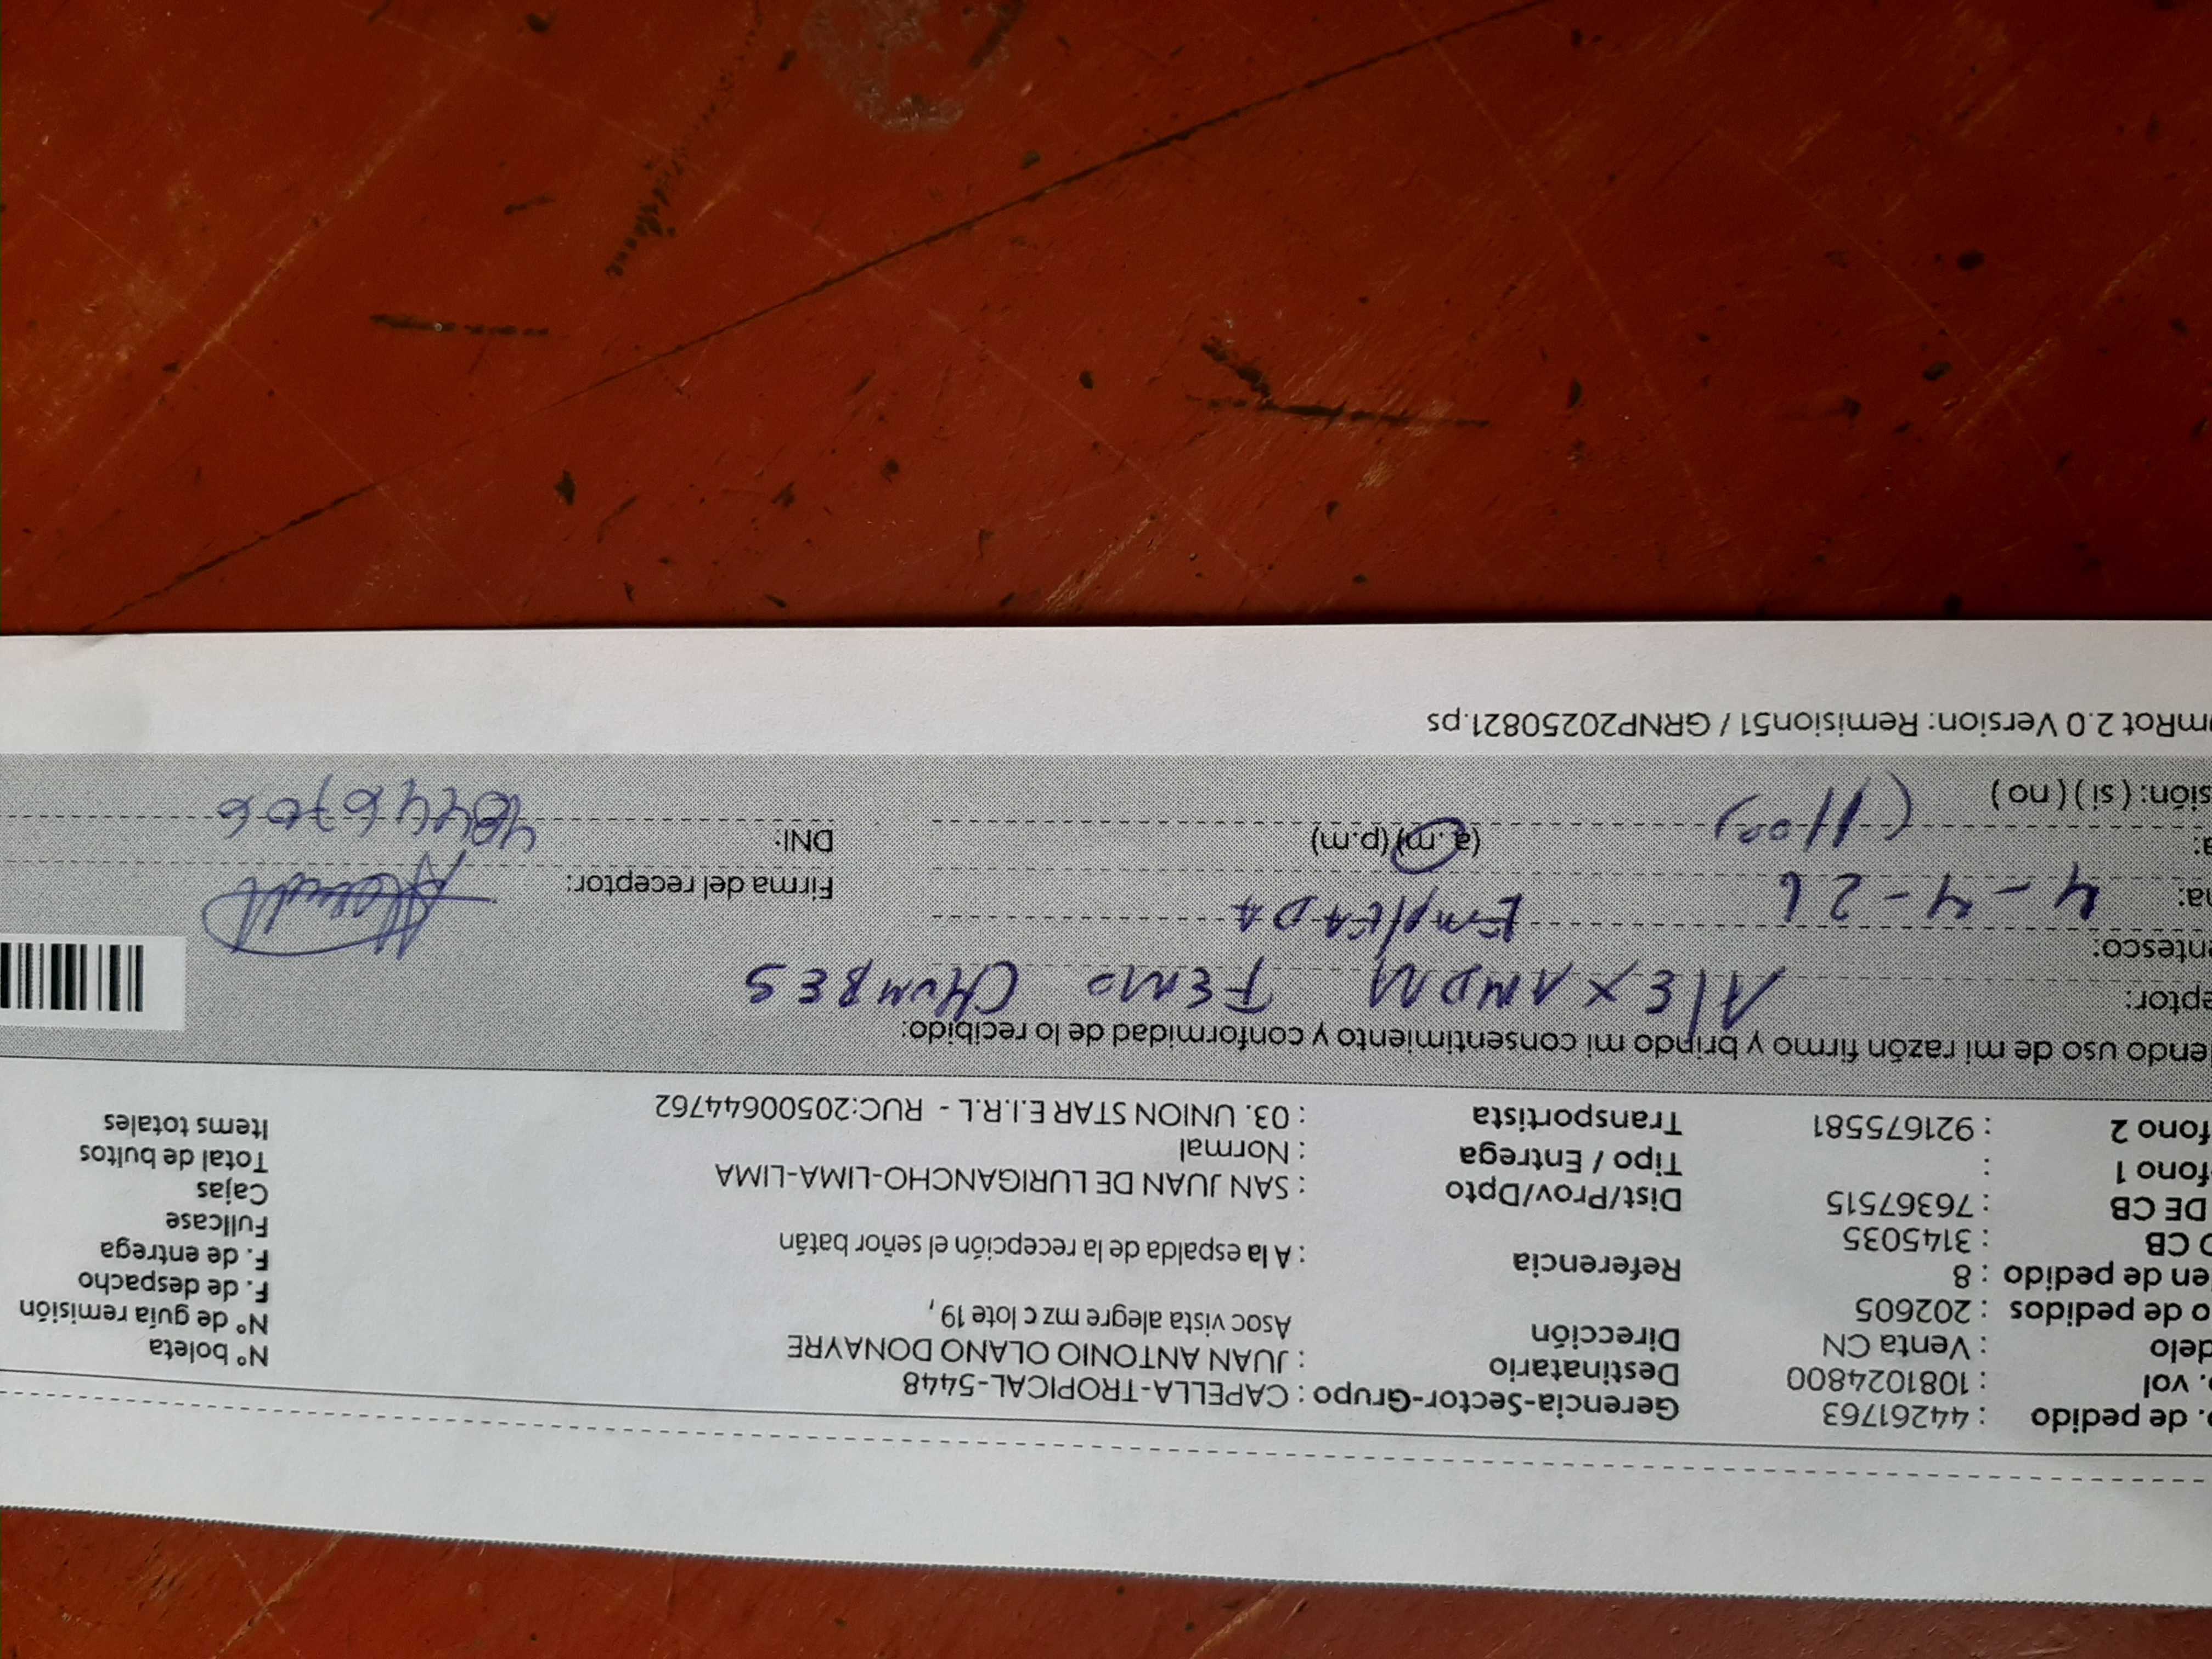 . de pedido : 44261763 Gerencia-Sector-Grupo : CAPELLA-TROPICAL-5448
. vol : 1081024800 Destinatario : JUAN ANTONIO OLANO DONAYRE N° boleta
delo : Venta CN Dirección Asoc vista alegre mz c lote 19, N° de guía remisión
o de pedidos : 202605 F. de despacho
en de pedido : 8 Referencia : A la espalda de la recepción el señor batán F. de entrega
CB : 3145035 Fullcase
DE CB : 76367515 Dist/Prov/Dpto : SAN JUAN DE LURIGANCHO-LIMA-LIMA Cajas
fono 1 : Tipo / Entrega : Normal Total de bultos
fono 2 : 921675581 Transportista : 03. UNION STAR E.I.R.L - RUC:20500644762 Items totales
endo uso de mi razón firmo y brindo mi consentimiento y conformidad de lo recibido:
eptor: CHUMBES
entesco: EmplEADA
na: 4-4-26 Firma del receptor:
a: (1100) (a.m) (p.m) DNI:
sión: ( si ) ( no )
mRot 2.0 Version: Remision51 / GRNP20250821.ps